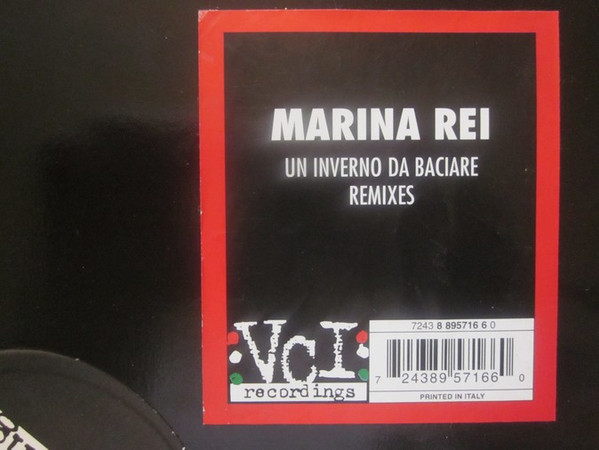 MARINA REI
UN INVERNO DA BACIARE
REMIXES
VCI
recordings
7243 8 895716 6 0
7 24389 57166 0
PRINTED IN ITALY